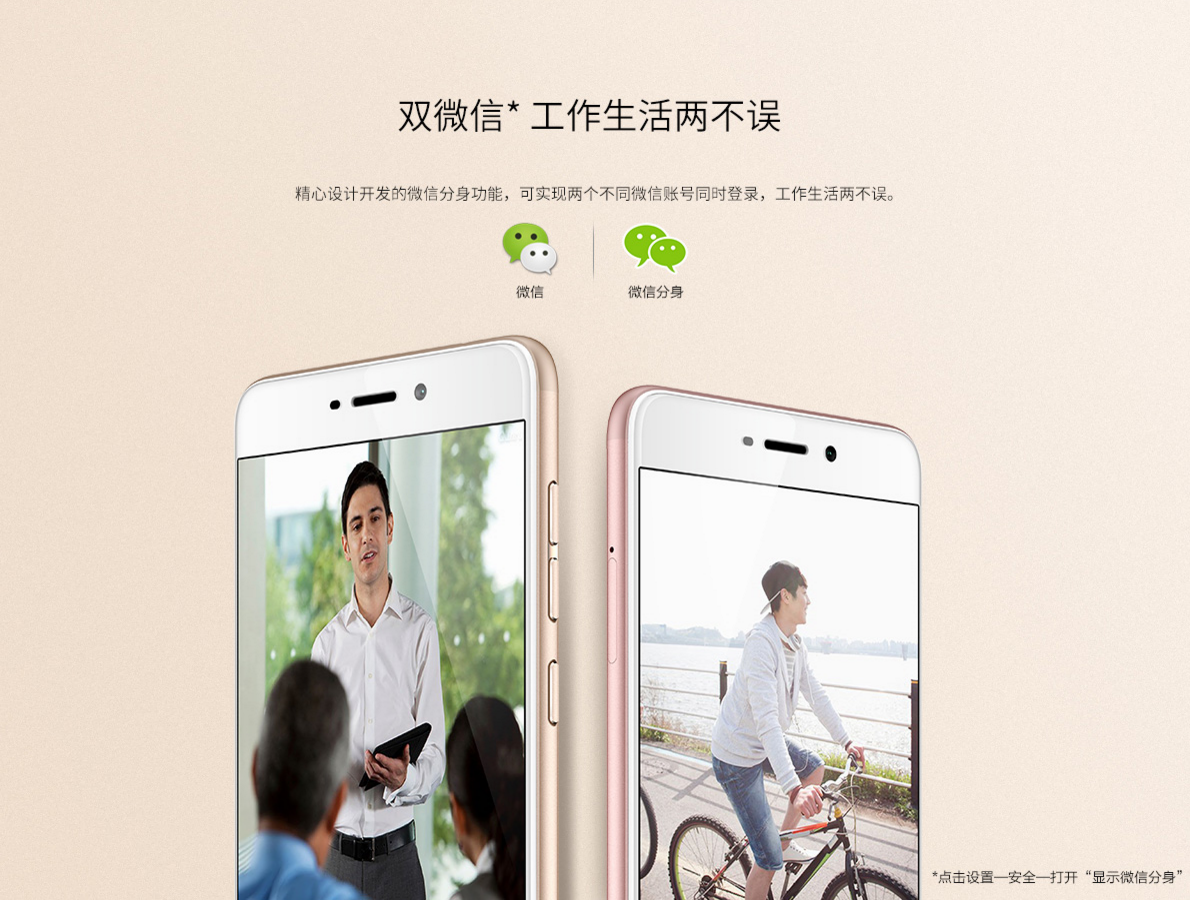 双微信* 工作生活两不误
精心设计开发的微信分身功能，可实现两个不同微信账号同时登录，工作生活两不误。
微信
微信分身
*点击设置—安全—打开“显示微信分身”